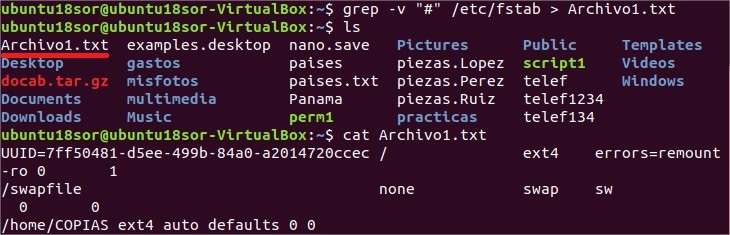 ubuntu18sor@ubuntu18sor-VirtualBox:~$ grep -v "#" /etc/fstab > Archivo1.txt
ubuntu18sor@ubuntu18sor-VirtualBox:~$ ls
Archivo1.txt examples.desktop nano.save Pictures Public Templates
Desktop gastos paises piezas.Lopez script1 Videos
docab.tar.gz misfotos paises.txt piezas.Perez telef Windows
Documents multimedia Panama piezas.Ruiz telef1234
Downloads Music perm1 practicas telef134
ubuntu18sor@ubuntu18sor-VirtualBox:~$ cat Archivo1.txt
UUID=7ff50481-d5ee-499b-84a0-a2014720ccec / ext4 errors=remount
-ro 0 1
/swapfile none swap sw
0 0
/home/COPIAS ext4 auto defaults 0 0